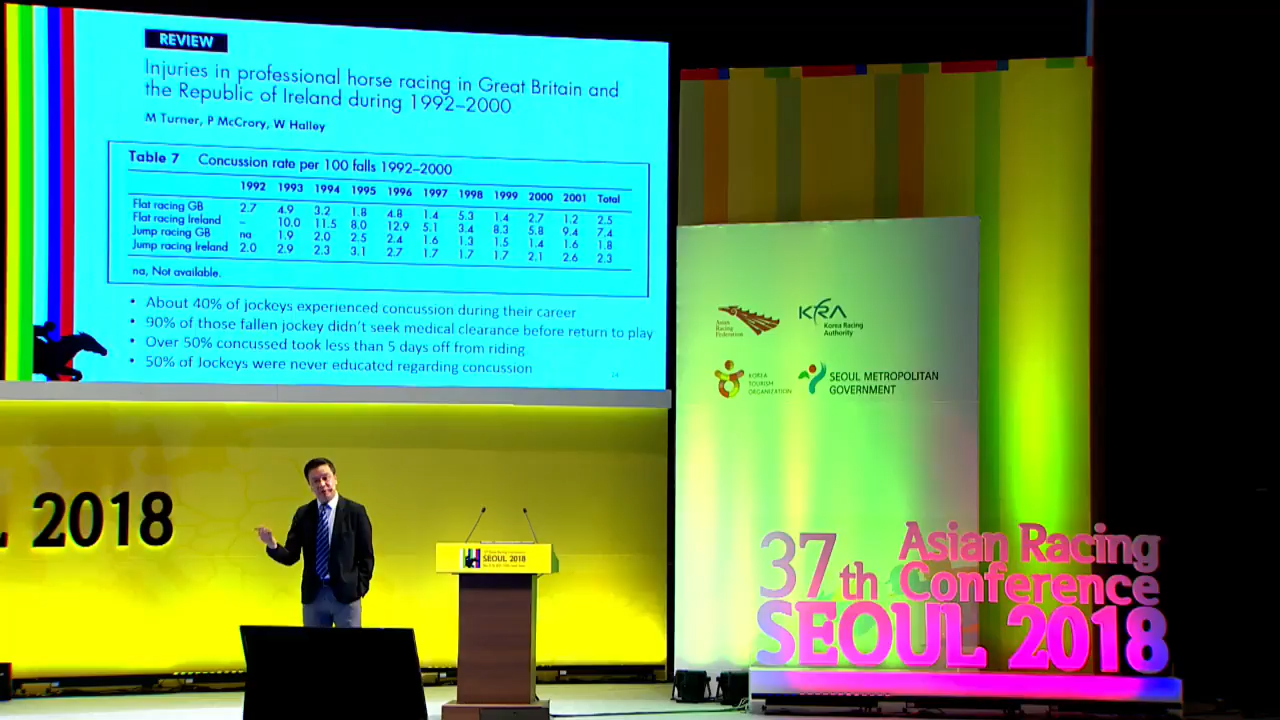 REVIEW
Injuries in professional horse racing in Great Britain and
the Republic of Ireland during 1992–2000
M Turner, P McCrory, W Halley
Table 7 Concussion rate per 100 falls 1992–2000
1992 1993 1994 1995 1996 1997 1998 1999 2000 2001 Total
Flat racing GB 2.7 4.9 3.2 1.8 4.8 1.4 5.3 1.4 2.7 1.2 2.5
Flat racing Ireland – 10.0 11.5 8.0 12.9 5.1 3.4 8.3 5.8 9.4 7.4
Jump racing GB na 1.9 2.0 2.5 2.4 1.6 1.3 1.5 1.4 1.6 1.8
Jump racing Ireland 2.0 2.9 2.3 3.1 2.7 1.7 1.7 1.7 2.1 2.6 2.3
na, Not available.
• About 40% of jockeys experienced concussion during their career
• 90% of those fallen jockey didn't seek medical clearance before return to play
• Over 50% concussed took less than 5 days off from riding
• 50% of Jockeys were never educated regarding concussion
24
Asian
Racing
Federation
KRA
Korea Racing
Authority
KOREA
TOURISM
ORGANIZATION
SEOUL METROPOLITAN
GOVERNMENT
2018
SEOUL 2018
37th Asian Racing
Conference
SEOUL 2018